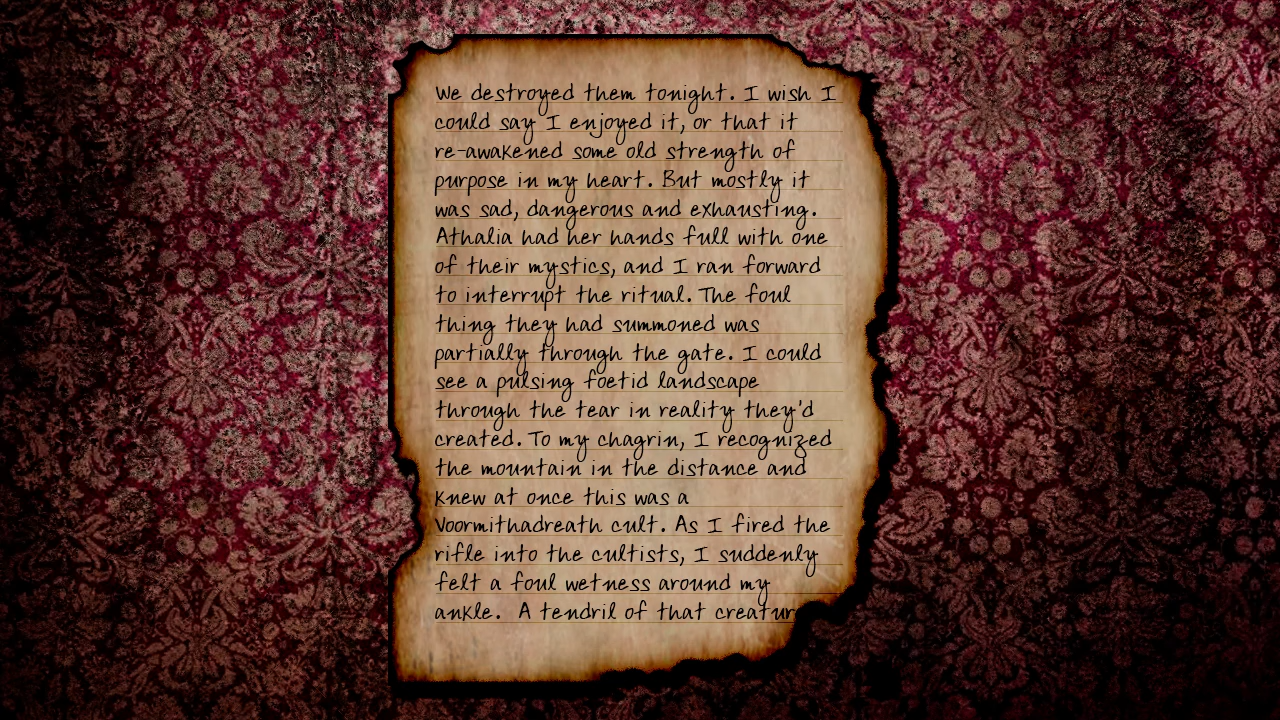 We destroyed them tonight. I wish I
could say I enjoyed it, or that it
re-awakened some old strength of
purpose in my heart. But mostly it
was sad, dangerous and exhausting.
Athalia had her hands full with one
of their mystics, and I ran forward
to interrupt the ritual. The foul
thing they had summoned was
partially through the gate. I could
see a pulsing foetid landscape
through the tear in reality they'd
created. To my chagrin, I recognized
the mountain in the distance and
knew at once this was a
Voormithadreath cult. As I fired the
rifle into the cultists, I suddenly
felt a foul wetness around my
ankle. A tendril of that creatur